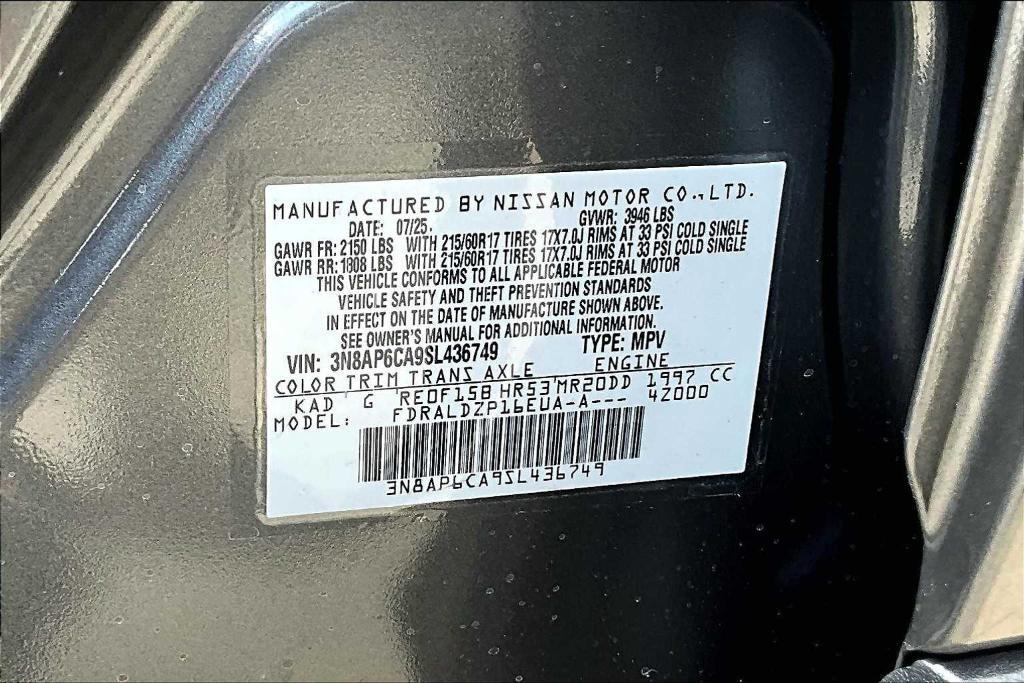 MANUFACTURED BY NISSAN MOTOR CO.,LTD.
DATE: 07/25. GVWR: 3946 LBS
GAWR FR: 2150 LBS WITH 215/60R17 TIRES 17X7.0J RIMS AT 33 PSI COLD SINGLE
GAWR RR: 1808 LBS WITH 215/60R17 TIRES 17X7.0J RIMS AT 33 PSI COLD SINGLE
THIS VEHICLE CONFORMS TO ALL APPLICABLE FEDERAL MOTOR
VEHICLE SAFETY AND THEFT PREVENTION STANDARDS
IN EFFECT ON THE DATE OF MANUFACTURE SHOWN ABOVE.
SEE OWNER'S MANUAL FOR ADDITIONAL INFORMATION.
VIN: 3N8AP6CA9SL436749 TYPE: MPV
COLOR TRIM TRANS AXLE ENGINE
KAD G RE0F15B HR53 MR20DD 1997 CC
MODEL: FDRALDZP16EUA-A--- 42000
3N8AP6CA9SL436749